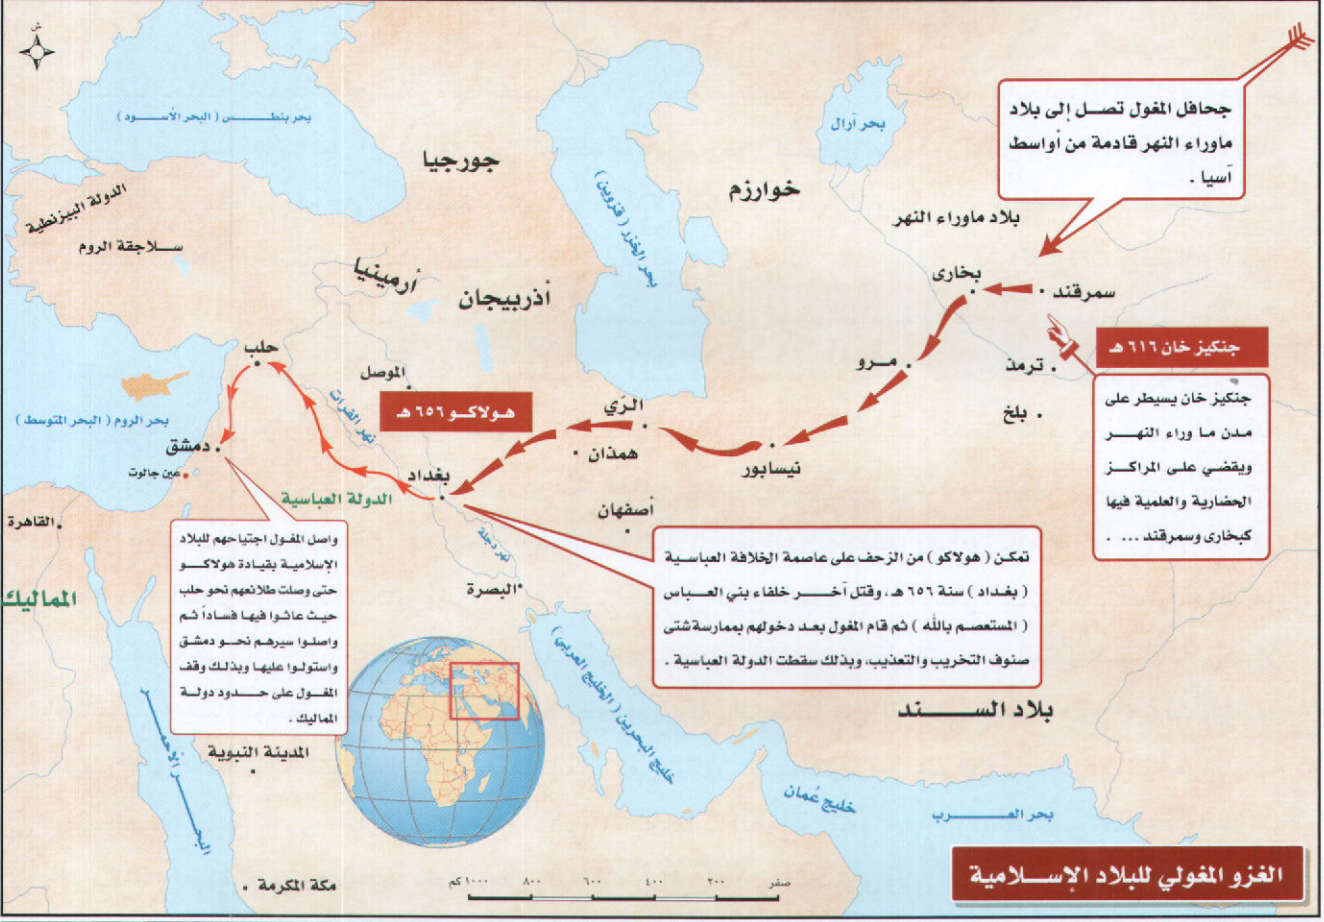 ش
جحافل المغول تصل إلى بلاد
ماوراء النهر قادمة من أواسط
آسيا .
بحر بنطس ( البحر الأسود )
بحر آرال
جورجيا
خوارزم
بحر الخزر ( قزوين )
الدولة البيزنطية
سلاجقة الروم
بلاد ماوراء النهر
أرمينيا
أذربيجان
بخارى
سمرقند
جنكيز خان ٦١٦ هـ
جنكيز خان يسيطر على
مدن ما وراء النهر
ويقضي على المراكز
الحضارية والعلمية فيها
كبخارى وسمرقند ... .
ترمذ
بلخ
مرو
حلب
الموصل
هولاكو ٦٥٦ هـ
الرّي
همذان
نيسابور
نهر الفرات
بحر الروم ( البحر المتوسط )
دمشق
عين جالوت
بغداد
الدولة العباسية
أصفهان
القاهرة
نهر دجلة
البصرة
المماليك
واصل المغول اجتياحهم للبلاد
الإسلامية بقيادة هولاكو
حتى وصلت طلائعهم نحو حلب
حيث عاثوا فيها فساداً ثم
واصلوا سيرهم نحو دمشق
واستولوا عليها وبذلك وقف
المغول على حدود دولة
المماليك .
تمكن ( هولاكو ) من الزحف على عاصمة الخلافة العباسية
( بغداد ) سنة ٦٥٦ هـ، وقتل آخر خلفاء بني العباس
( المستعصم بالله ) ثم قام المغول بعد دخولهم بممارسة شتى
صنوف التخريب والتعذيب، وبذلك سقطت الدولة العباسية .
بلاد السند
خليج البحرين ( الخليج العربي )
المدينة النبوية
البحر الأحمر
خليج عُمان
بحر العرب
مكة المكرمة
صفر ٢٠٠ ٤٠٠ ٦٠٠ ٨٠٠ ١٠٠٠ كم
الغزو المغولي للبلاد الإسلامية